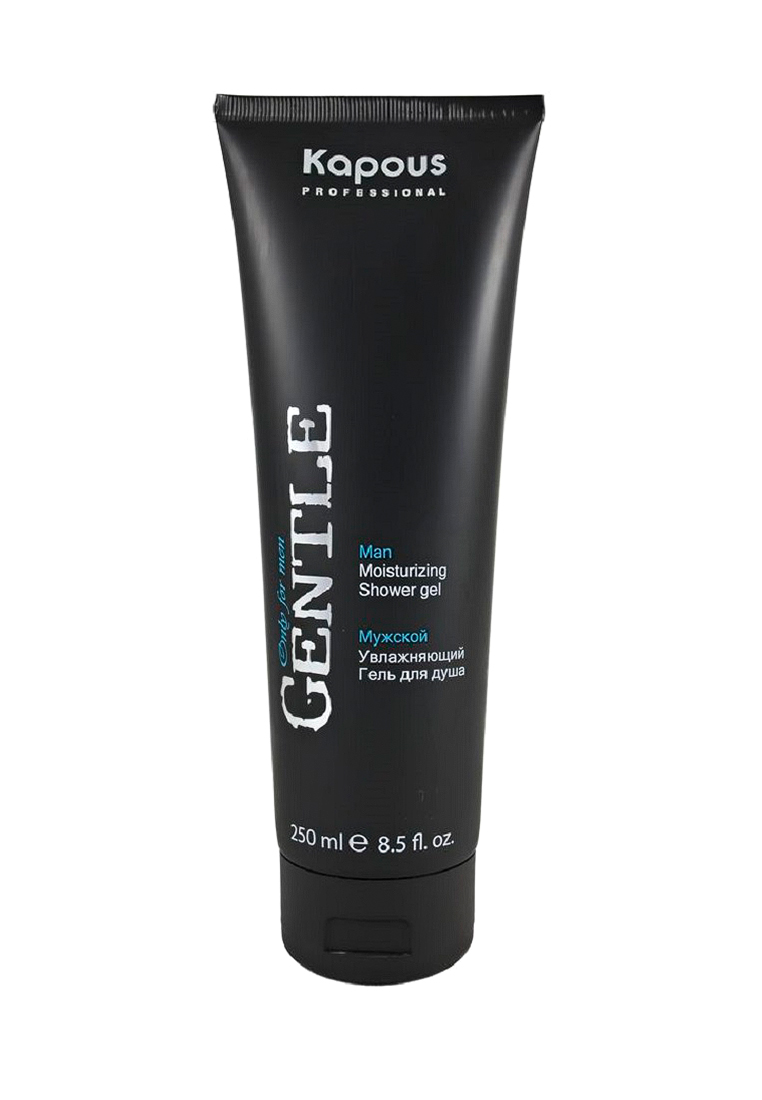 Kapous
PROFESSIONAL
Only for men
GENTLE
Man
Moisturizing
Shower gel
Мужской
Увлажняющий
Гель для душа
250 ml ℮ 8.5 fl. oz.